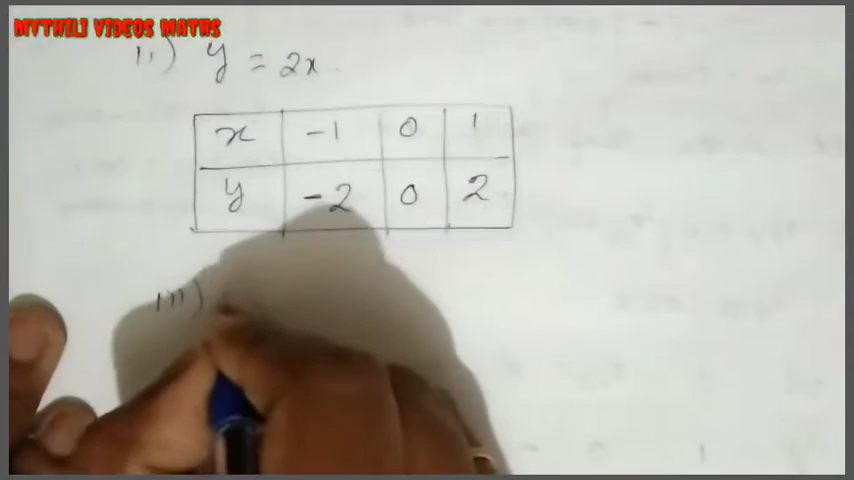 MYTHILI VIDEOS MATHS
ii) y = 2x.
x -1 0 1
y -2 0 2
iii)